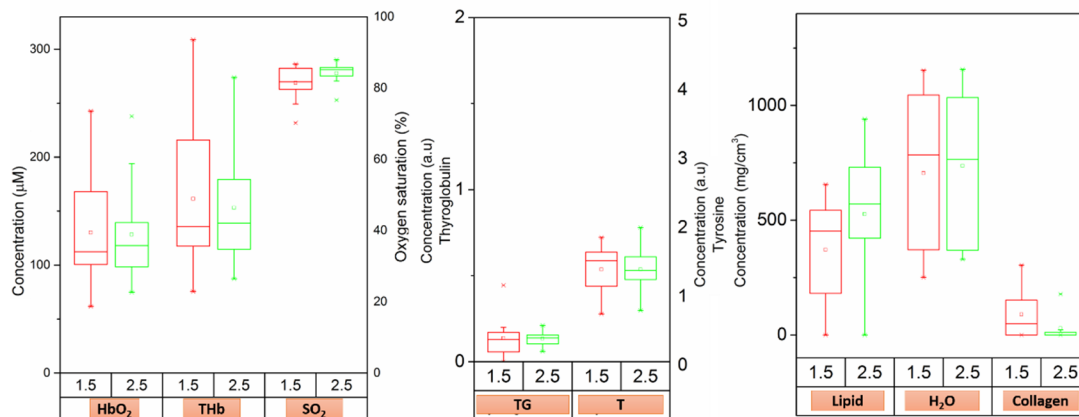 300
200
100
0
Concentration (μM)
100
80
60
40
20
0
Oxygen saturation (%)
1.5 2.5 1.5 2.5 1.5 2.5
HbO₂ THb SO₂
2
1
0
Concentration (a.u)
Thyroglobulin
5
4
3
2
1
0
Concentration (a.u)
Tyrosine
1.5 2.5 1.5 2.5
TG T
1000
500
0
Concentration (mg/cm³)
1.5 2.5 1.5 2.5 1.5 2.5
Lipid H₂O Collagen